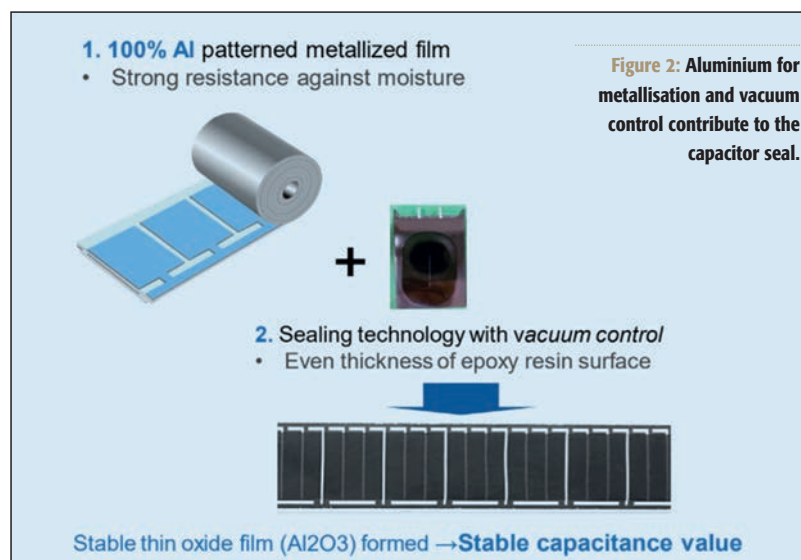 1. 100% Al patterned metallized film
• Strong resistance against moisture
Figure 2: Aluminium for
metallisation and vacuum
control contribute to the
capacitor seal.
+
2. Sealing technology with vacuum control
• Even thickness of epoxy resin surface
Stable thin oxide film (Al2O3) formed →Stable capacitance value